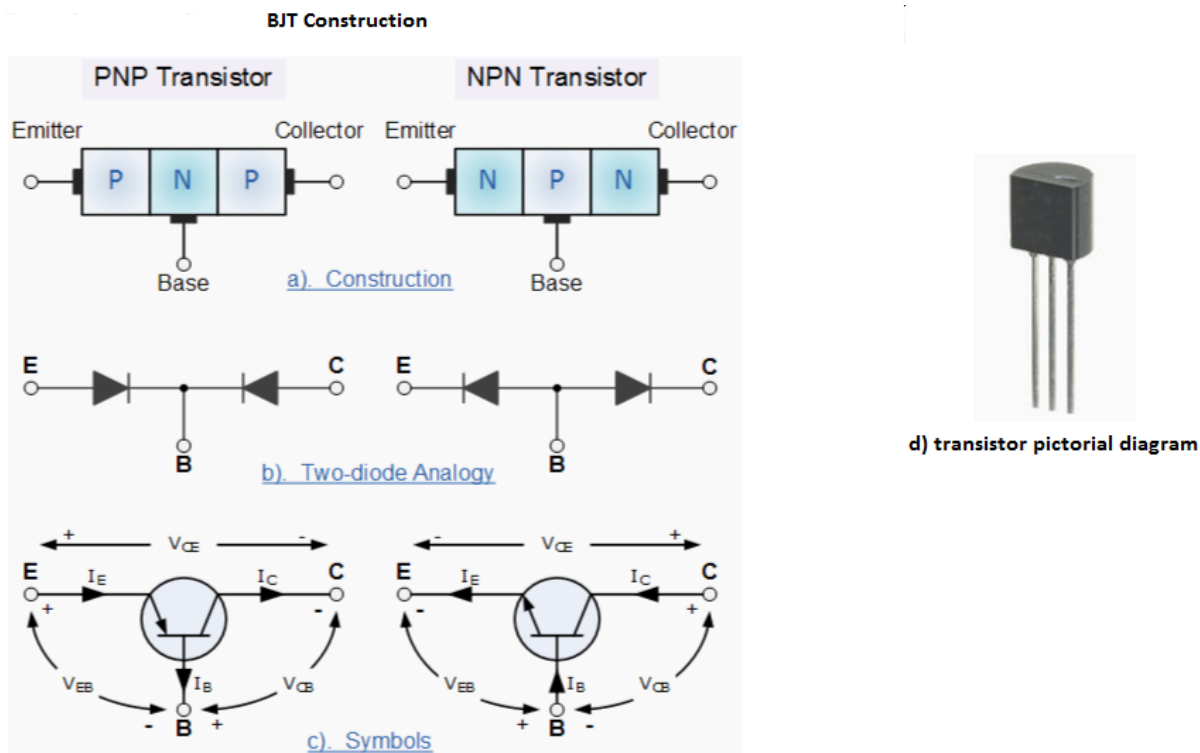 BJT Construction
PNP Transistor
NPN Transistor
Emitter
Collector
Emitter
Collector
P
N
P
N
P
N
Base
a). Construction
Base
E
C
E
C
B
b). Two-diode Analogy
B
d) transistor pictorial diagram
+
VCE
-
-
VCE
+
E
IE
IC
C
E
IE
IC
C
+
-
-
+
VEB
IB
VCB
VEB
IB
VCB
-
B
+
+
B
-
c). Symbols